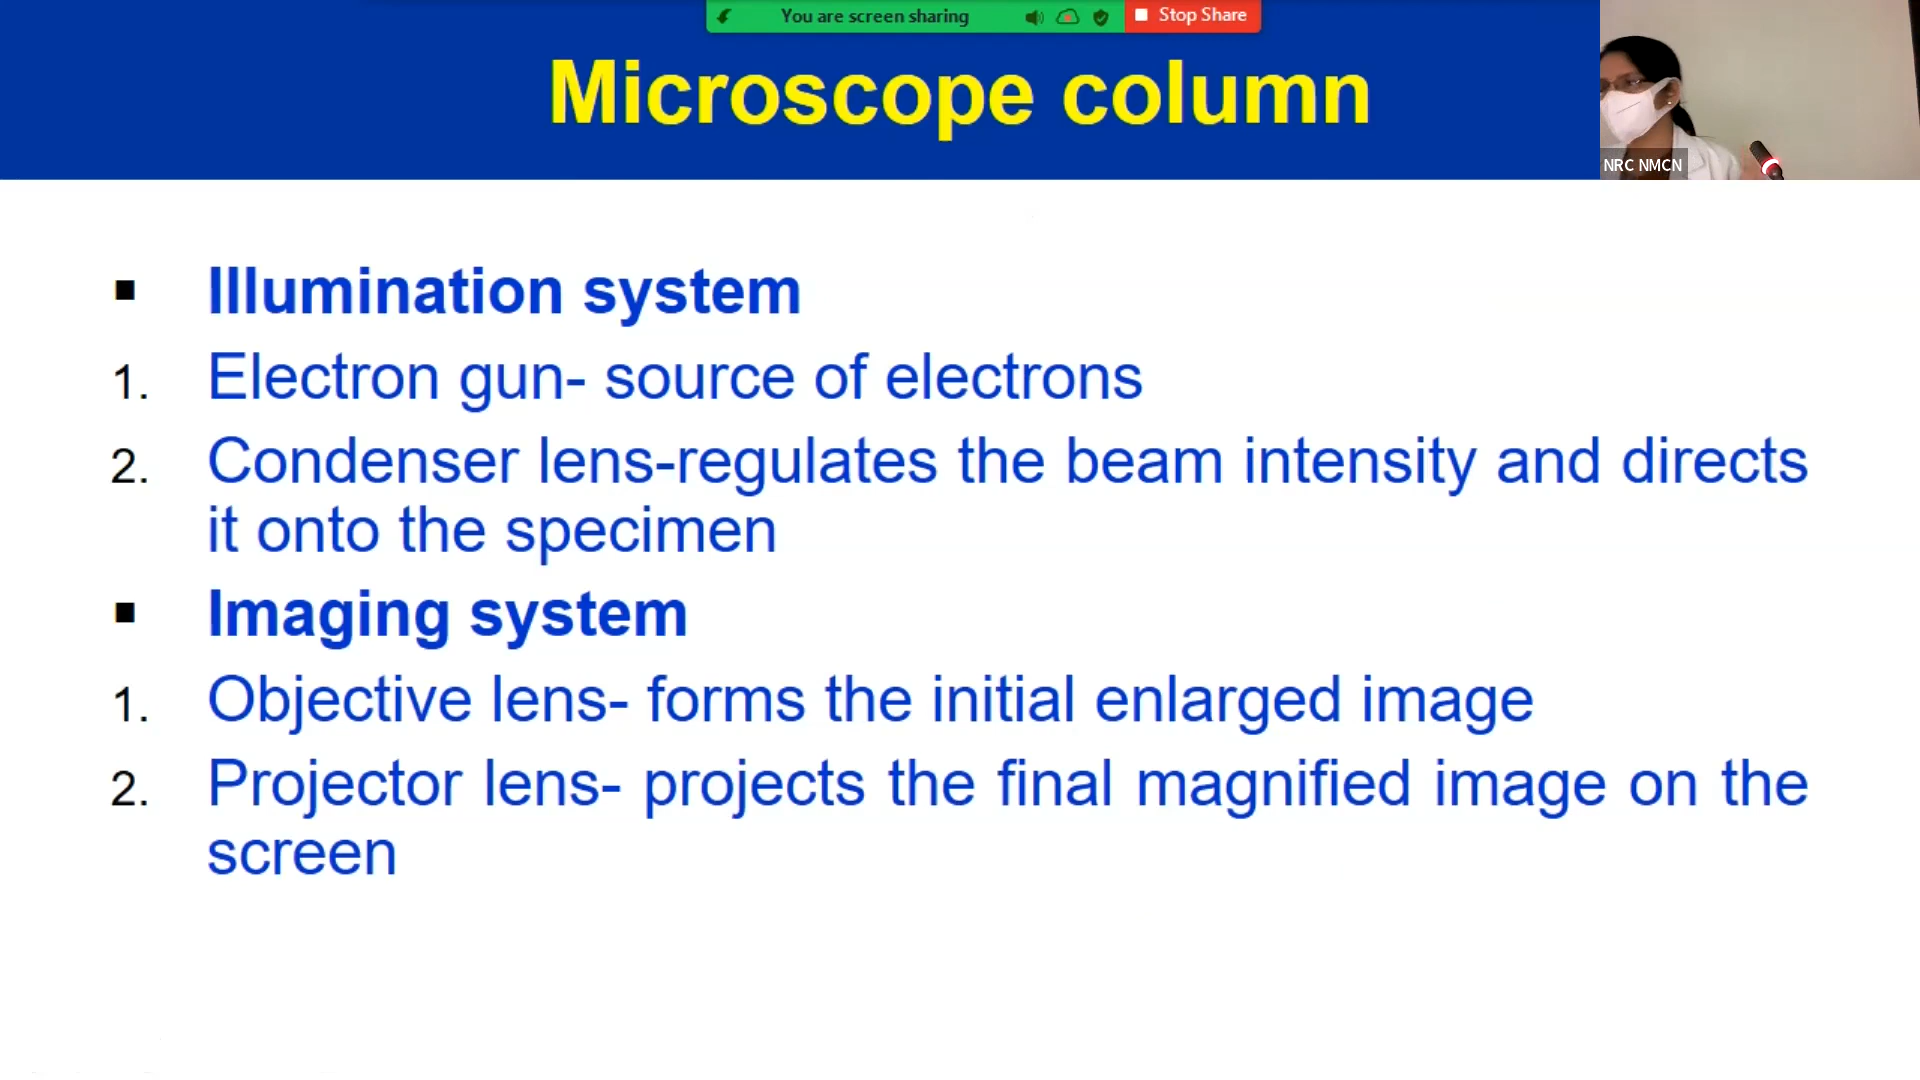 You are screen sharing
Stop Share
Microscope column
NRC NMCN
▪ Illumination system
1. Electron gun- source of electrons
2. Condenser lens-regulates the beam intensity and directs
it onto the specimen
▪ Imaging system
1. Objective lens- forms the initial enlarged image
2. Projector lens- projects the final magnified image on the
screen